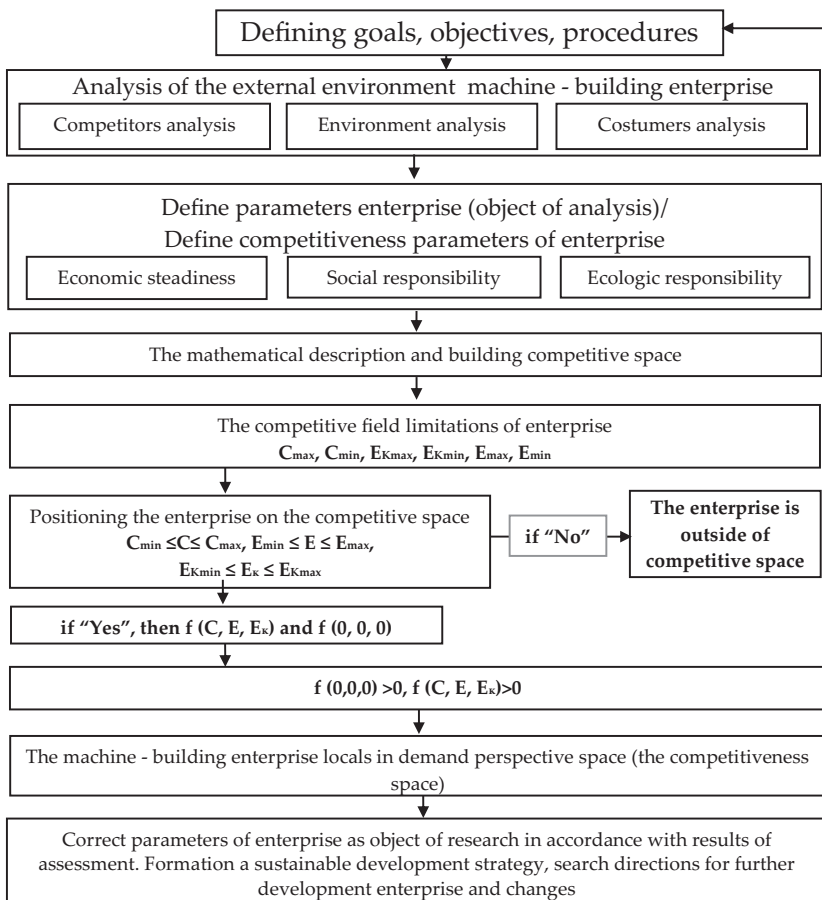 Defining goals, objectives, procedures
Analysis of the external environment machine - building enterprise
Competitors analysis
Environment analysis
Costumers analysis
Define parameters enterprise (object of analysis)/
Define competitiveness parameters of enterprise
Economic steadiness
Social responsibility
Ecologic responsibility
The mathematical description and building competitive space
The competitive field limitations of enterprise
Cmax, Cmin, EKmax, EKmin, Emax, Emin
Positioning the enterprise on the competitive space
Cmin ≤C≤ Cmax, Emin ≤ E ≤ Emax,
EKmin ≤ Eк ≤ EKmax
if “No”
The enterprise is
outside of
competitive space
if “Yes”, then f (C, E, Eк) and f (0, 0, 0)
f (0,0,0) >0, f (C, E, Eк)>0
The machine - building enterprise locals in demand perspective space (the competitiveness
space)
Correct parameters of enterprise as object of research in accordance with results of
assessment. Formation a sustainable development strategy, search directions for further
development enterprise and changes